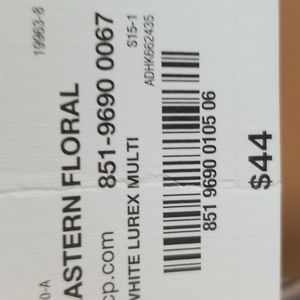 19963-8
0-A
ASTERN FLORAL
cp.com 851-9690 0067
WHITE LUREX MULTI S15-1
ADHK662435
851 9690 0105 06
$44